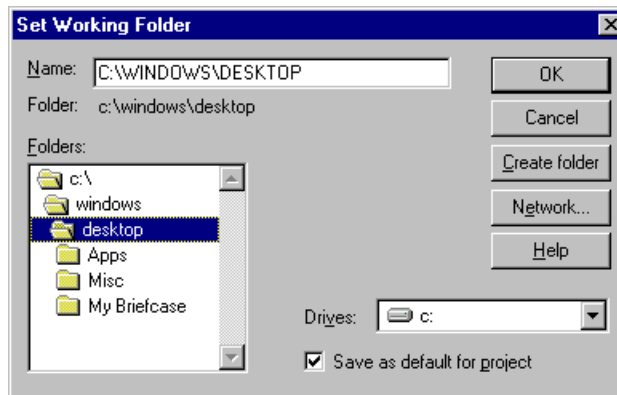 Set Working Folder
Name: C:\WINDOWS\DESKTOP
OK
Folder: c:\windows\desktop
Cancel
Folders:
Create folder
c:\
windows
Network...
desktop
Apps
Help
Misc
My Briefcase
Drives: c:
Save as default for project